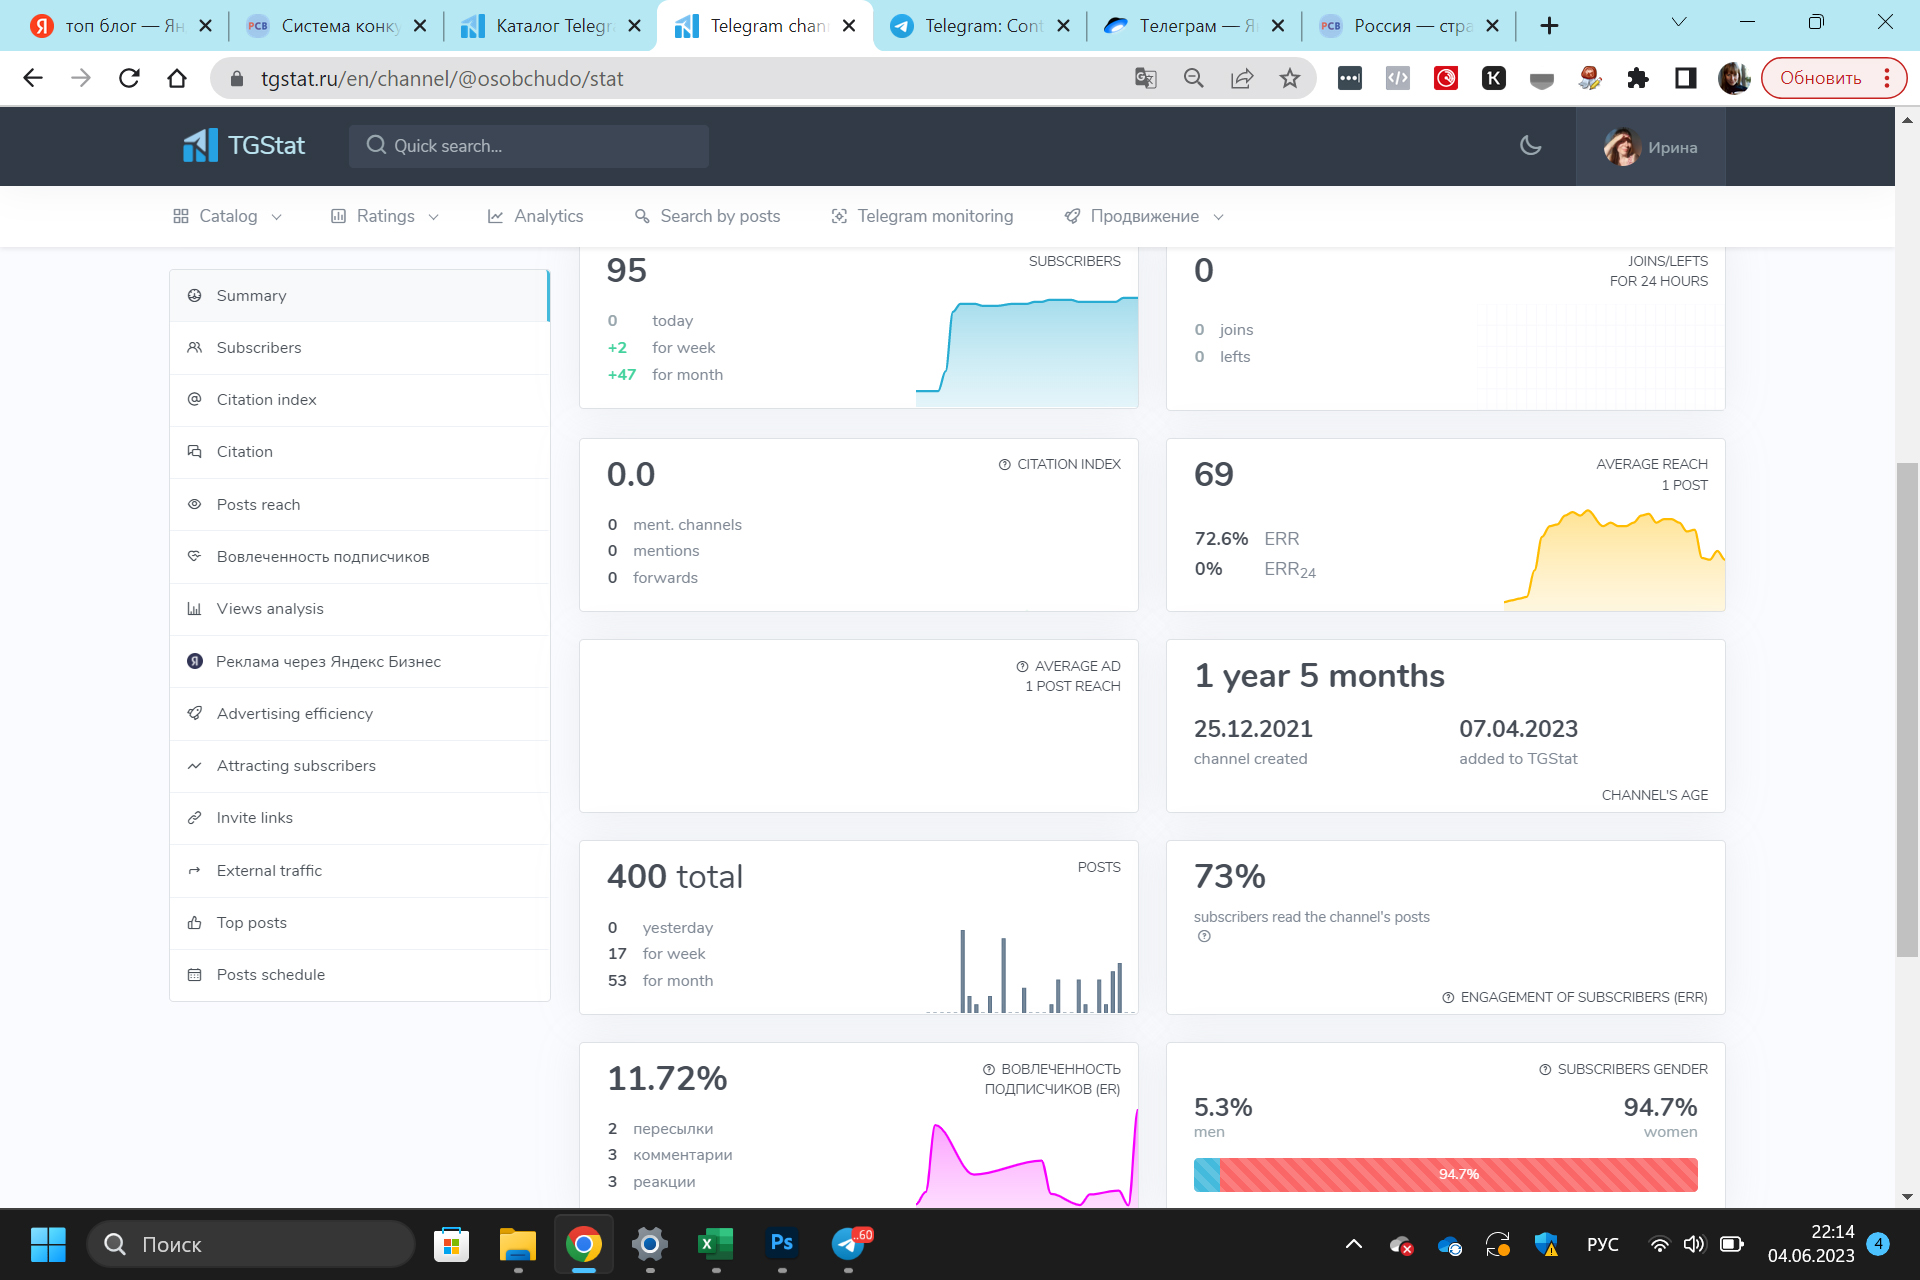 топ блог — Ян
Система конку
Каталог Telegr
Telegram chan
Telegram: Cont
Телеграм — Я
Россия — стра
tgstat.ru/en/channel/@osobchudo/stat
Обновить
TGStat
Quick search...
Ирина
Catalog
Ratings
Analytics
Search by posts
Telegram monitoring
Продвижение
Summary
Subscribers
Citation index
Citation
Posts reach
Вовлеченность подписчиков
Views analysis
Реклама через Яндекс Бизнес
Advertising efficiency
Attracting subscribers
Invite links
External traffic
Top posts
Posts schedule
95
SUBSCRIBERS
0 today
+2 for week
+47 for month
0
JOINS/LEFTS
FOR 24 HOURS
0 joins
0 lefts
0.0
CITATION INDEX
0 ment. channels
0 mentions
0 forwards
69
AVERAGE REACH
1 POST
72.6% ERR
0% ERR24
AVERAGE AD
1 POST REACH
1 year 5 months
25.12.2021
channel created
07.04.2023
added to TGStat
CHANNEL'S AGE
400 total
POSTS
0 yesterday
17 for week
53 for month
73%
subscribers read the channel's posts
ENGAGEMENT OF SUBSCRIBERS (ERR)
11.72%
ВОВЛЕЧЕННОСТЬ
ПОДПИСЧИКОВ (ER)
2 пересылки
3 комментарии
3 реакции
SUBSCRIBERS GENDER
5.3%
men
94.7%
women
94.7%
Поиск
Ps
..60
РУС
22:14
04.06.2023
4